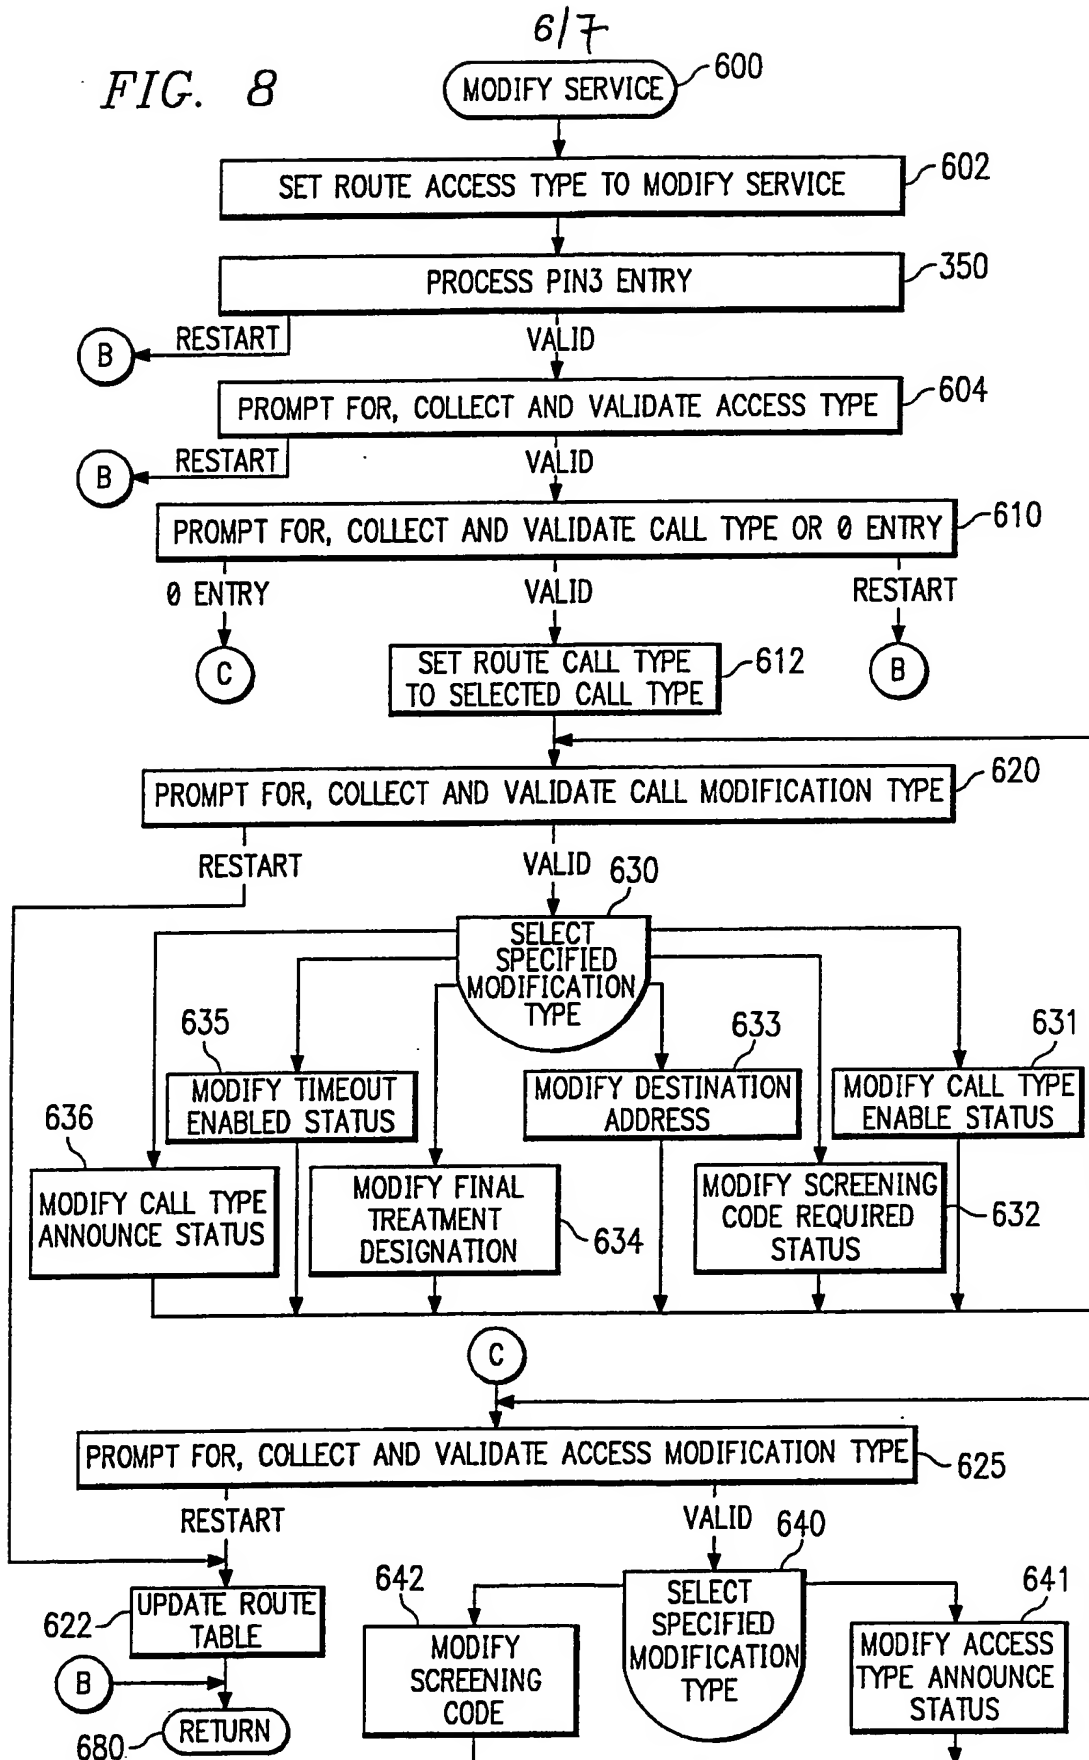 6/7
FIG. 8
MODIFY SERVICE
600
SET ROUTE ACCESS TYPE TO MODIFY SERVICE
602
PROCESS PIN3 ENTRY
350
RESTART
VALID
B
PROMPT FOR, COLLECT AND VALIDATE ACCESS TYPE
604
RESTART
VALID
B
PROMPT FOR, COLLECT AND VALIDATE CALL TYPE OR 0 ENTRY
610
0 ENTRY
VALID
RESTART
C
SET ROUTE CALL TYPE
TO SELECTED CALL TYPE
612
B
PROMPT FOR, COLLECT AND VALIDATE CALL MODIFICATION TYPE
620
RESTART
VALID
630
SELECT
SPECIFIED
MODIFICATION
TYPE
635
MODIFY TIMEOUT
ENABLED STATUS
633
MODIFY DESTINATION
ADDRESS
631
MODIFY CALL TYPE
ENABLE STATUS
636
MODIFY CALL TYPE
ANNOUNCE STATUS
MODIFY FINAL
TREATMENT
DESIGNATION
634
MODIFY SCREENING
CODE REQUIRED
STATUS
632
C
PROMPT FOR, COLLECT AND VALIDATE ACCESS MODIFICATION TYPE
625
RESTART
VALID
640
SELECT
SPECIFIED
MODIFICATION
TYPE
622
UPDATE ROUTE
TABLE
642
MODIFY
SCREENING
CODE
641
MODIFY ACCESS
TYPE ANNOUNCE
STATUS
B
680
RETURN